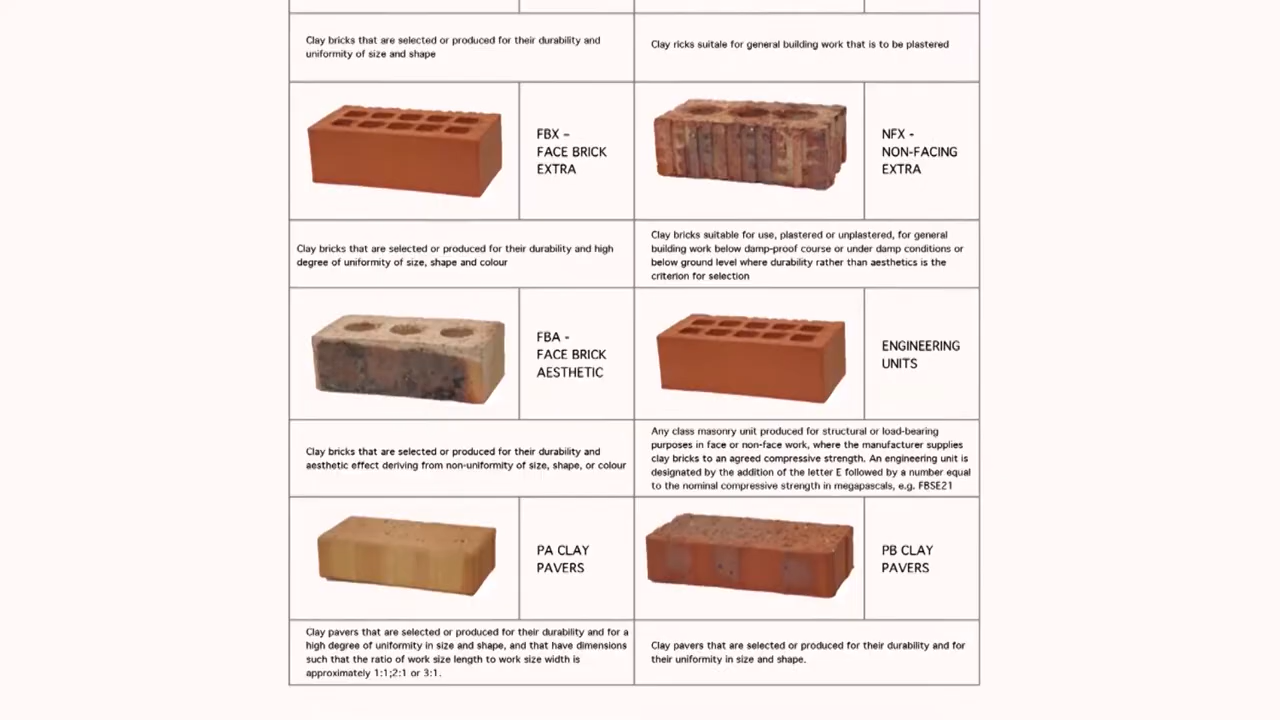 Clay bricks that are selected or produced for their durability and
uniformity of size and shape
Clay ricks suitale for general building work that is to be plastered
FBX –
FACE BRICK
EXTRA
NFX -
NON-FACING
EXTRA
Clay bricks that are selected or produced for their durability and high
degree of uniformity of size, shape and colour
Clay bricks suitable for use, plastered or unplastered, for general
building work below damp-proof course or under damp conditions or
below ground level where durability rather than aesthetics is the
criterion for selection
FBA -
FACE BRICK
AESTHETIC
ENGINEERING
UNITS
Clay bricks that are selected or produced for their durability and
aesthetic effect deriving from non-uniformity of size, shape, or colour
Any class masonry unit produced for structural or load-bearing
purposes in face or non-face work, where the manufacturer supplies
clay bricks to an agreed compressive strength. An engineering unit is
designated by the addition of the letter E followed by a number equal
to the nominal compressive strength in megapascals, e.g. FBSE21
PA CLAY
PAVERS
PB CLAY
PAVERS
Clay pavers that are selected or produced for their durability and for a
high degree of uniformity in size and shape, and that have dimensions
such that the ratio of work size length to work size width is
approximately 1:1;2:1 or 3:1.
Clay pavers that are selected or produced for their durability and for
their uniformity in size and shape.